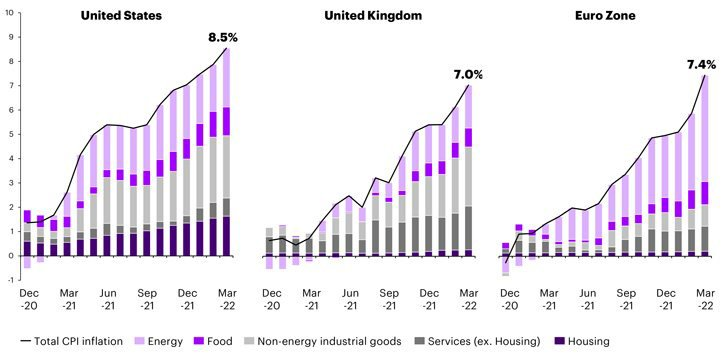 United States United Kingdom Euro Zone
10
9
8
7
6
5
4
3
2
1
0
-1
8.5%
7.0%
7.4%
Dec Mar Jun Sep Dec Mar
-20 -21 -21 -21 -21 -22
Dec Mar Jun Sep Dec Mar
-20 -21 -21 -21 -21 -22
Dec Mar Jun Sep Dec Mar
-20 -21 -21 -21 -21 -22
Total CPI inflation Energy Food Non-energy industrial goods Services (ex. Housing) Housing